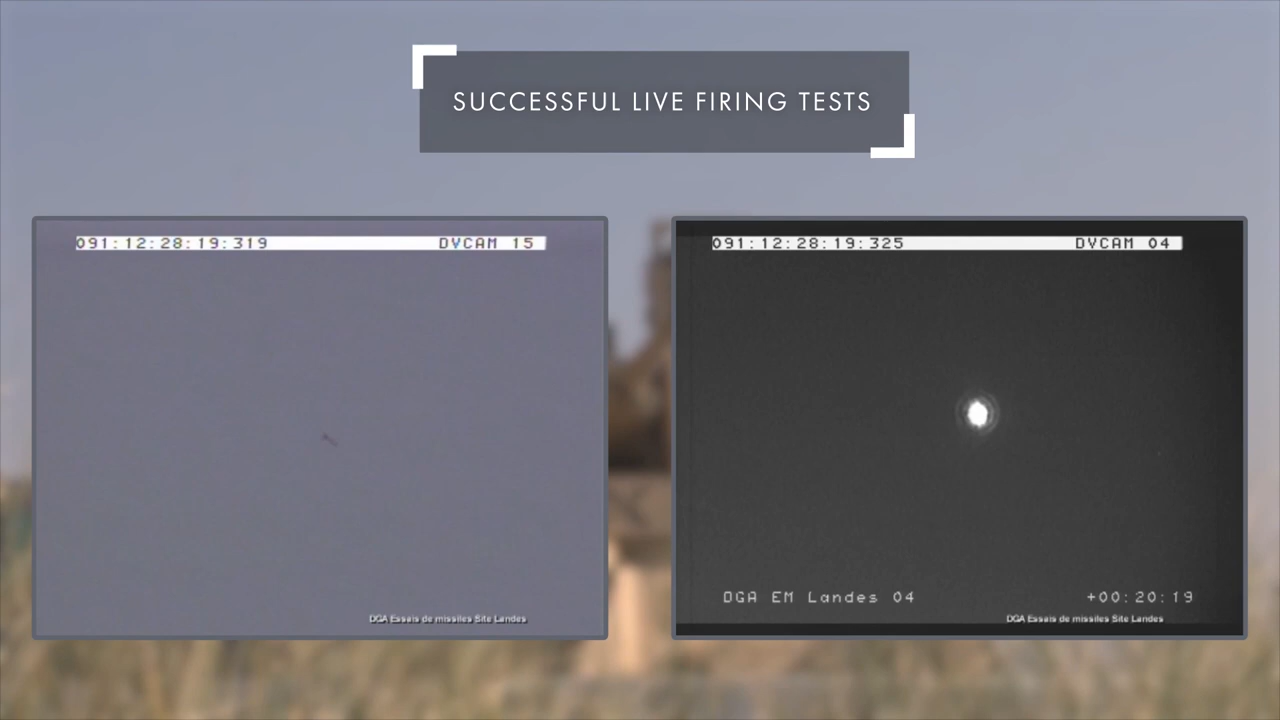 SUCCESSFUL LIVE FIRING TESTS
091:12:28:19:319 DVCAM 15
DGA Essais de missiles Site Landes
091:12:28:19:325 DVCAM 04
DGA EM Landes 04 +00:20:19
DGA Essais de missiles Site Landes